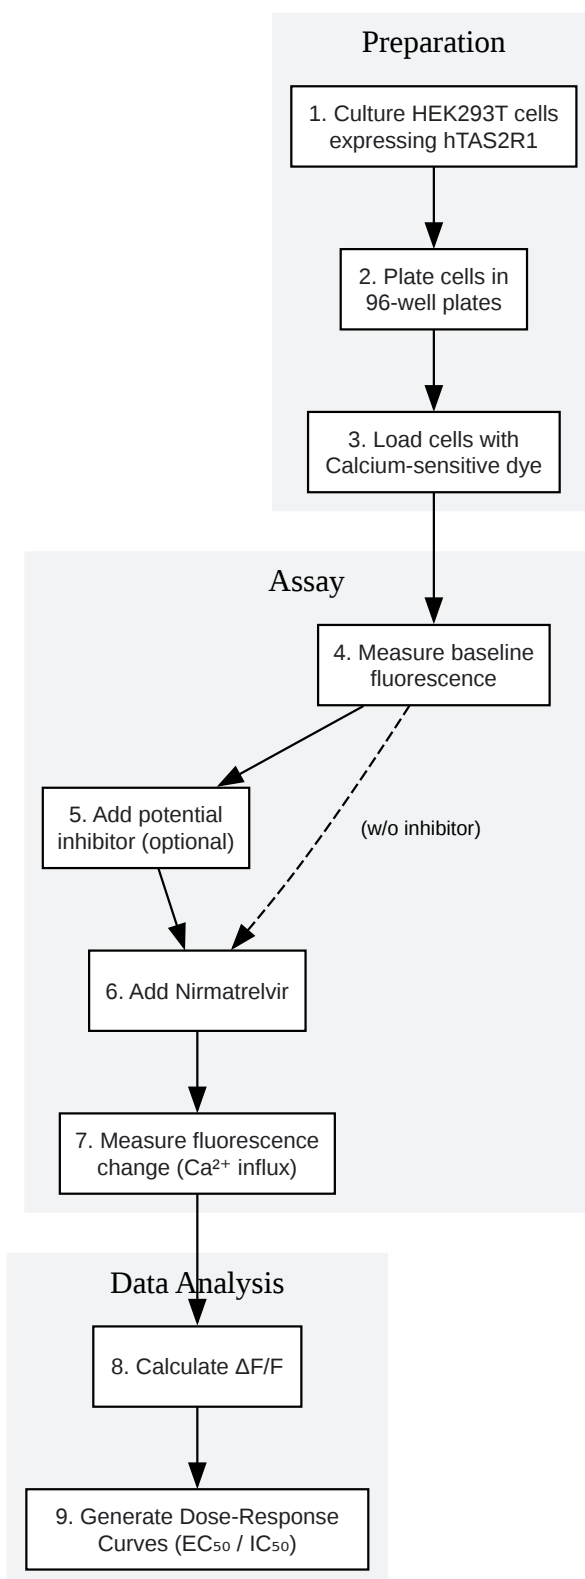 Preparation
1. Culture HEK293T cells
expressing hTAS2R1
2. Plate cells in
96-well plates
3. Load cells with
Calcium-sensitive dye
Assay
4. Measure baseline
fluorescence
5. Add potential
inhibitor (optional)
(w/o inhibitor)
6. Add Nirmatrelvir
7. Measure fluorescence
change (Ca²⁺ influx)
Data Analysis
8. Calculate ΔF/F
9. Generate Dose-Response
Curves (EC₅₀ / IC₅₀)